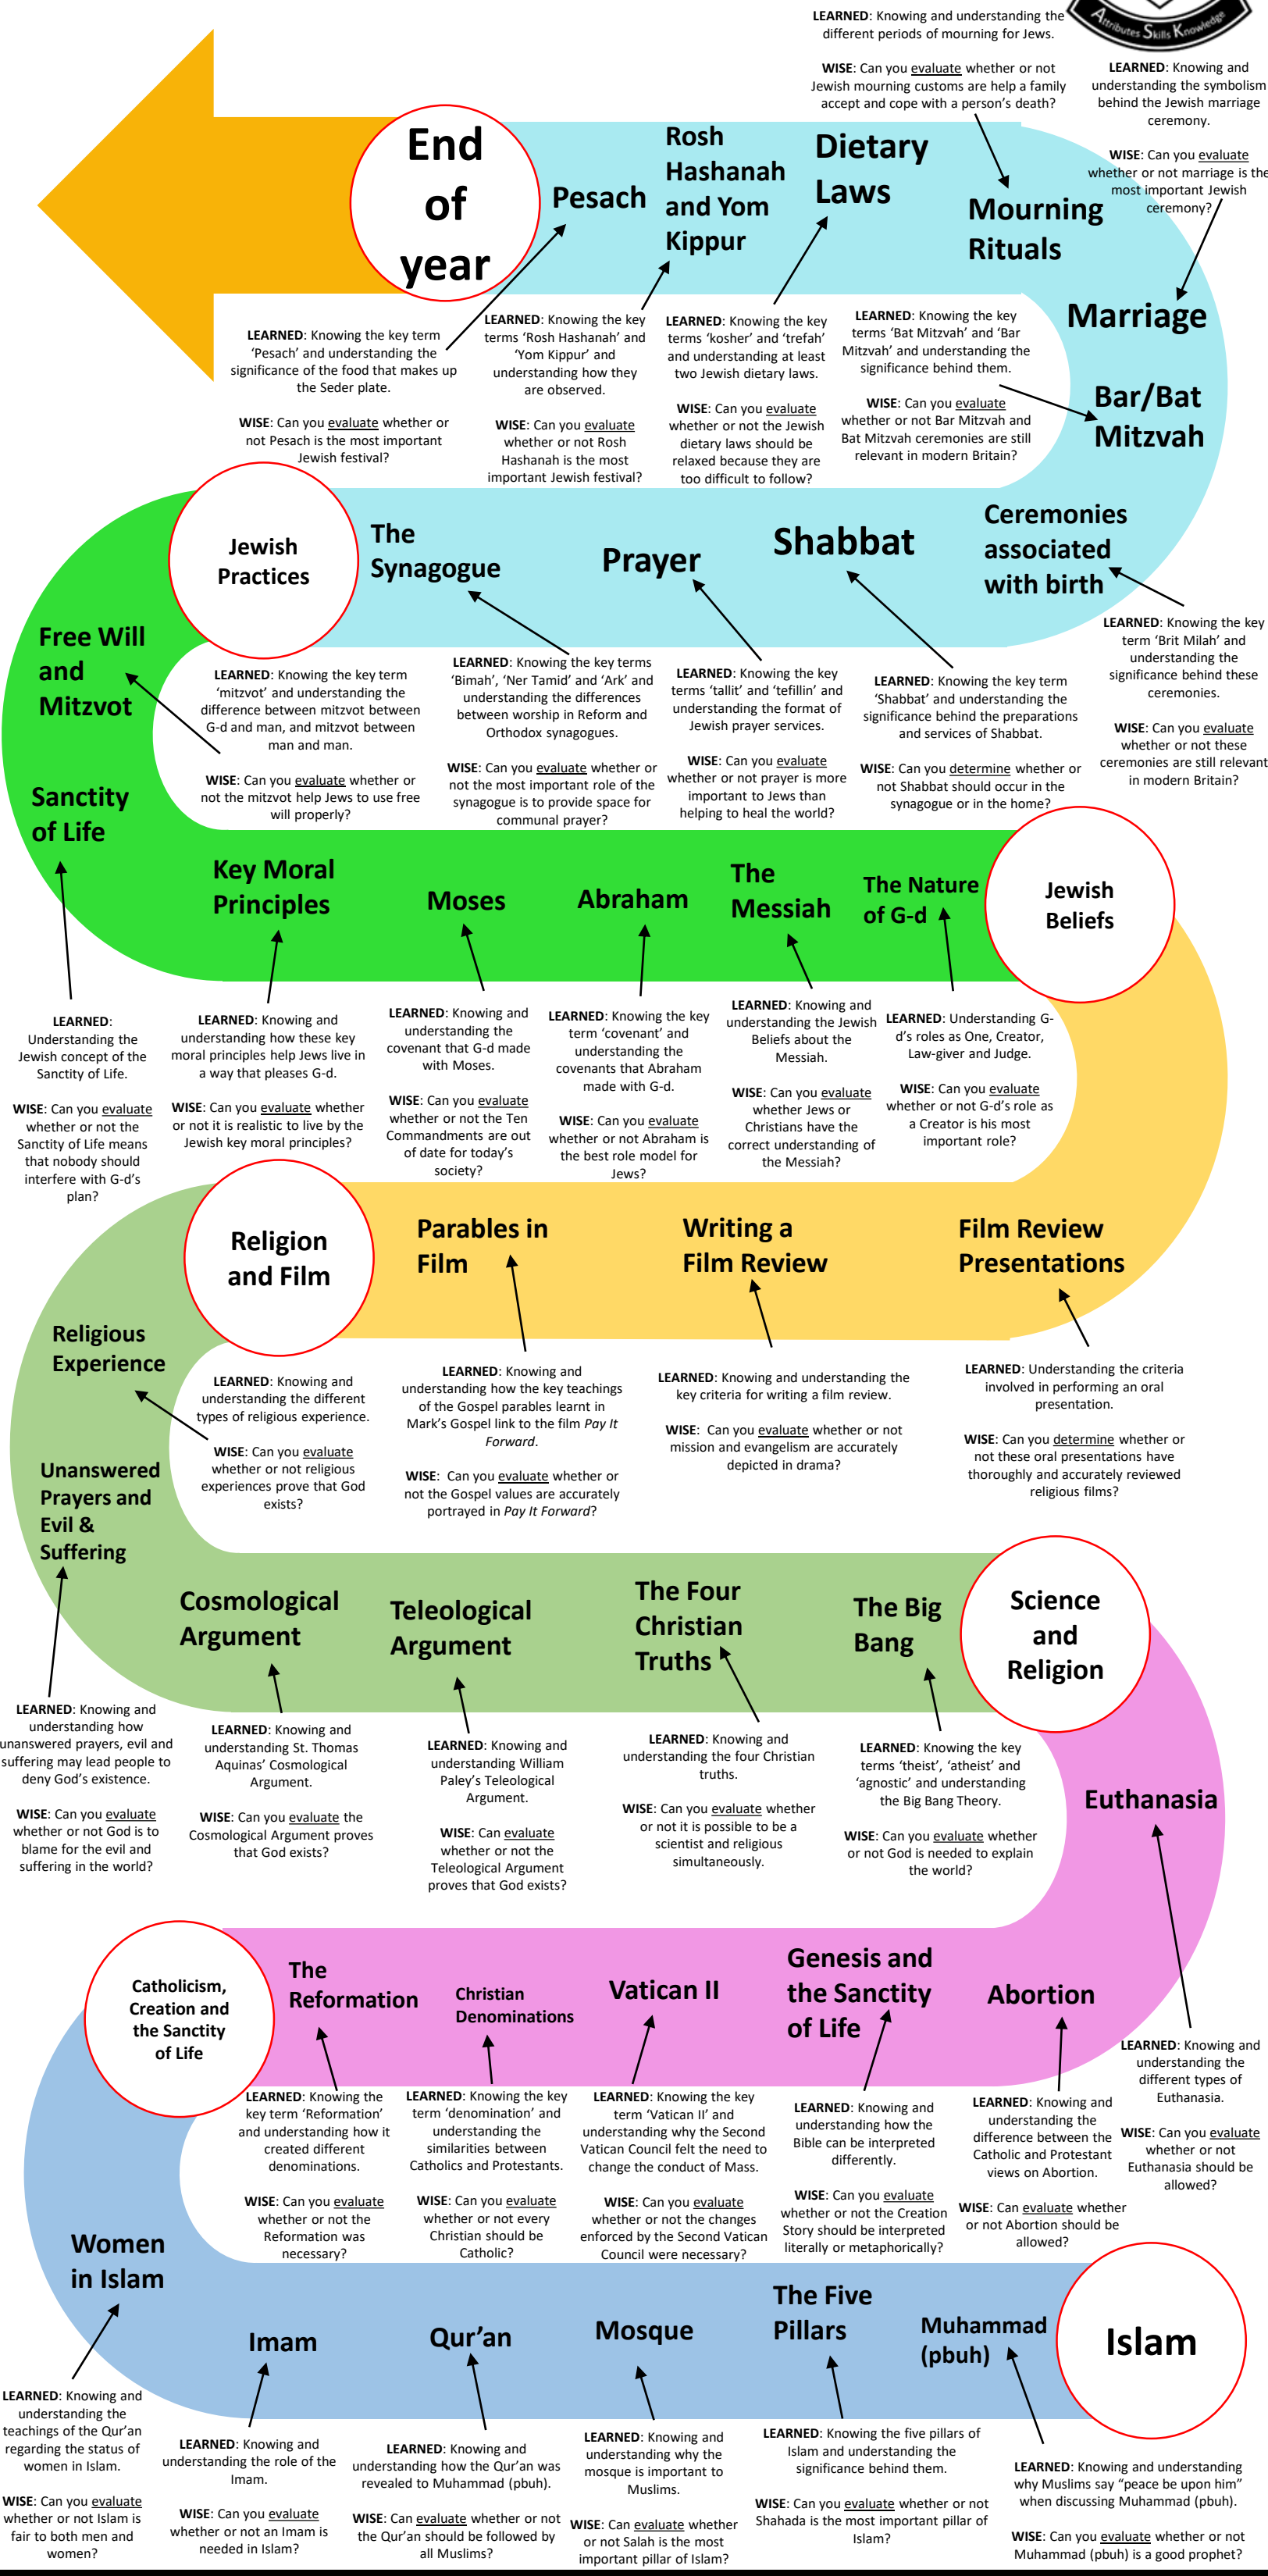 Attributes Skills Knowledge
LEARNED: Knowing and understanding the
different periods of mourning for Jews.
WISE: Can you evaluate whether or not
Jewish mourning customs are help a family
accept and cope with a person’s death?
LEARNED: Knowing and
understanding the symbolism
behind the Jewish marriage
ceremony.
WISE: Can you evaluate
whether or not marriage is the
most important Jewish
ceremony?
End
of
year
Pesach
Rosh
Hashanah
and Yom
Kippur
Dietary
Laws
Mourning
Rituals
Marriage
Bar/Bat
Mitzvah
LEARNED: Knowing the key term
‘Pesach’ and understanding the
significance of the food that makes up
the Seder plate.
WISE: Can you evaluate whether or
not Pesach is the most important
Jewish festival?
LEARNED: Knowing the key
terms ‘Rosh Hashanah’ and
‘Yom Kippur’ and
understanding how they
are observed.
WISE: Can you evaluate
whether or not Rosh
Hashanah is the most
important Jewish festival?
LEARNED: Knowing the key
terms ‘kosher’ and ‘trefah’
and understanding at least
two Jewish dietary laws.
WISE: Can you evaluate
whether or not the Jewish
dietary laws should be
relaxed because they are
too difficult to follow?
LEARNED: Knowing the key
terms ‘Bat Mitzvah’ and ‘Bar
Mitzvah’ and understanding the
significance behind them.
WISE: Can you evaluate
whether or not Bar Mitzvah and
Bat Mitzvah ceremonies are still
relevant in modern Britain?
Jewish
Practices
The
Synagogue
Prayer
Shabbat
Ceremonies
associated
with birth
Free Will
and
Mitzvot
Sanctity
of Life
LEARNED: Knowing the key term
‘mitzvot’ and understanding the
difference between mitzvot between
G-d and man, and mitzvot between
man and man.
WISE: Can you evaluate whether or
not the mitzvot help Jews to use free
will properly?
LEARNED: Knowing the key terms
‘Bimah’, ‘Ner Tamid’ and ‘Ark’ and
understanding the differences
between worship in Reform and
Orthodox synagogues.
WISE: Can you evaluate whether or
not the most important role of the
synagogue is to provide space for
communal prayer?
LEARNED: Knowing the key
terms ‘tallit’ and ‘tefillin’ and
understanding the format of
Jewish prayer services.
WISE: Can you evaluate
whether or not prayer is more
important to Jews than
helping to heal the world?
LEARNED: Knowing the key term
‘Shabbat’ and understanding the
significance behind the preparations
and services of Shabbat.
WISE: Can you determine whether or
not Shabbat should occur in the
synagogue or in the home?
LEARNED: Knowing the key
term ‘Brit Milah’ and
understanding the
significance behind these
ceremonies.
WISE: Can you evaluate
whether or not these
ceremonies are still relevant
in modern Britain?
Key Moral
Principles
Moses
Abraham
The
Messiah
The Nature
of G-d
Jewish
Beliefs
LEARNED:
Understanding the
Jewish concept of the
Sanctity of Life.
WISE: Can you evaluate
whether or not the
Sanctity of Life means
that nobody should
interfere with G-d’s
plan?
LEARNED: Knowing and
understanding how these key
moral principles help Jews live in
a way that pleases G-d.
WISE: Can you evaluate whether
or not it is realistic to live by the
Jewish key moral principles?
LEARNED: Knowing and
understanding the
covenant that G-d made
with Moses.
WISE: Can you evaluate
whether or not the Ten
Commandments are out
of date for today’s
society?
LEARNED: Knowing the key
term ‘covenant’ and
understanding the
covenants that Abraham
made with G-d.
WISE: Can you evaluate
whether or not Abraham is
the best role model for
Jews?
LEARNED: Knowing and
understanding the Jewish
Beliefs about the
Messiah.
WISE: Can you evaluate
whether Jews or
Christians have the
correct understanding of
the Messiah?
LEARNED: Understanding G-
d’s roles as One, Creator,
Law-giver and Judge.
WISE: Can you evaluate
whether or not G-d’s role as
a Creator is his most
important role?
Religion
and Film
Parables in
Film
Writing a
Film Review
Film Review
Presentations
Religious
Experience
Unanswered
Prayers and
Evil &
Suffering
LEARNED: Knowing and
understanding the different
types of religious experience.
WISE: Can you evaluate
whether or not religious
experiences prove that God
exists?
LEARNED: Knowing and
understanding how the key teachings
of the Gospel parables learnt in
Mark’s Gospel link to the film Pay It
Forward.
WISE: Can you evaluate whether or
not the Gospel values are accurately
portrayed in Pay It Forward?
LEARNED: Knowing and understanding the
key criteria for writing a film review.
WISE: Can you evaluate whether or not
mission and evangelism are accurately
depicted in drama?
LEARNED: Understanding the criteria
involved in performing an oral
presentation.
WISE: Can you determine whether or
not these oral presentations have
thoroughly and accurately reviewed
religious films?
Cosmological
Argument
Teleological
Argument
The Four
Christian
Truths
The Big
Bang
Science
and
Religion
LEARNED: Knowing and
understanding how
unanswered prayers, evil and
suffering may lead people to
deny God’s existence.
WISE: Can you evaluate
whether or not God is to
blame for the evil and
suffering in the world?
LEARNED: Knowing and
understanding St. Thomas
Aquinas’ Cosmological
Argument.
WISE: Can you evaluate the
Cosmological Argument proves
that God exists?
LEARNED: Knowing and
understanding William
Paley’s Teleological
Argument.
WISE: Can evaluate
whether or not the
Teleological Argument
proves that God exists?
LEARNED: Knowing and
understanding the four Christian
truths.
WISE: Can you evaluate whether
or not it is possible to be a
scientist and religious
simultaneously.
LEARNED: Knowing the key
terms ‘theist’, ‘atheist’ and
‘agnostic’ and understanding
the Big Bang Theory.
WISE: Can you evaluate whether
or not God is needed to explain
the world?
Euthanasia
Catholicism,
Creation and
the Sanctity
of Life
The
Reformation
Christian
Denominations
Vatican II
Genesis and
the Sanctity
of Life
Abortion
LEARNED: Knowing the
key term ‘Reformation’
and understanding how it
created different
denominations.
WISE: Can you evaluate
whether or not the
Reformation was
necessary?
LEARNED: Knowing the key
term ‘denomination’ and
understanding the
similarities between
Catholics and Protestants.
WISE: Can you evaluate
whether or not every
Christian should be
Catholic?
LEARNED: Knowing the key
term ‘Vatican II’ and
understanding why the Second
Vatican Council felt the need to
change the conduct of Mass.
WISE: Can you evaluate
whether or not the changes
enforced by the Second Vatican
Council were necessary?
LEARNED: Knowing and
understanding how the
Bible can be interpreted
differently.
WISE: Can you evaluate
whether or not the Creation
Story should be interpreted
literally or metaphorically?
LEARNED: Knowing and
understanding the
difference between the
Catholic and Protestant
views on Abortion.
WISE: Can evaluate whether
or not Abortion should be
allowed?
LEARNED: Knowing and
understanding the
different types of
Euthanasia.
WISE: Can you evaluate
whether or not
Euthanasia should be
allowed?
Women
in Islam
Imam
Qur’an
Mosque
The Five
Pillars
Muhammad
(pbuh)
Islam
LEARNED: Knowing and
understanding the
teachings of the Qur’an
regarding the status of
women in Islam.
WISE: Can you evaluate
whether or not Islam is
fair to both men and
women?
LEARNED: Knowing and
understanding the role of the
Imam.
WISE: Can you evaluate
whether or not an Imam is
needed in Islam?
LEARNED: Knowing and
understanding how the Qur’an was
revealed to Muhammad (pbuh).
WISE: Can evaluate whether or not
the Qur’an should be followed by
all Muslims?
LEARNED: Knowing and
understanding why the
mosque is important to
Muslims.
WISE: Can evaluate whether
or not Salah is the most
important pillar of Islam?
LEARNED: Knowing the five pillars of
Islam and understanding the
significance behind them.
WISE: Can you evaluate whether or not
Shahada is the most important pillar of
Islam?
LEARNED: Knowing and understanding
why Muslims say “peace be upon him”
when discussing Muhammad (pbuh).
WISE: Can you evaluate whether or not
Muhammad (pbuh) is a good prophet?